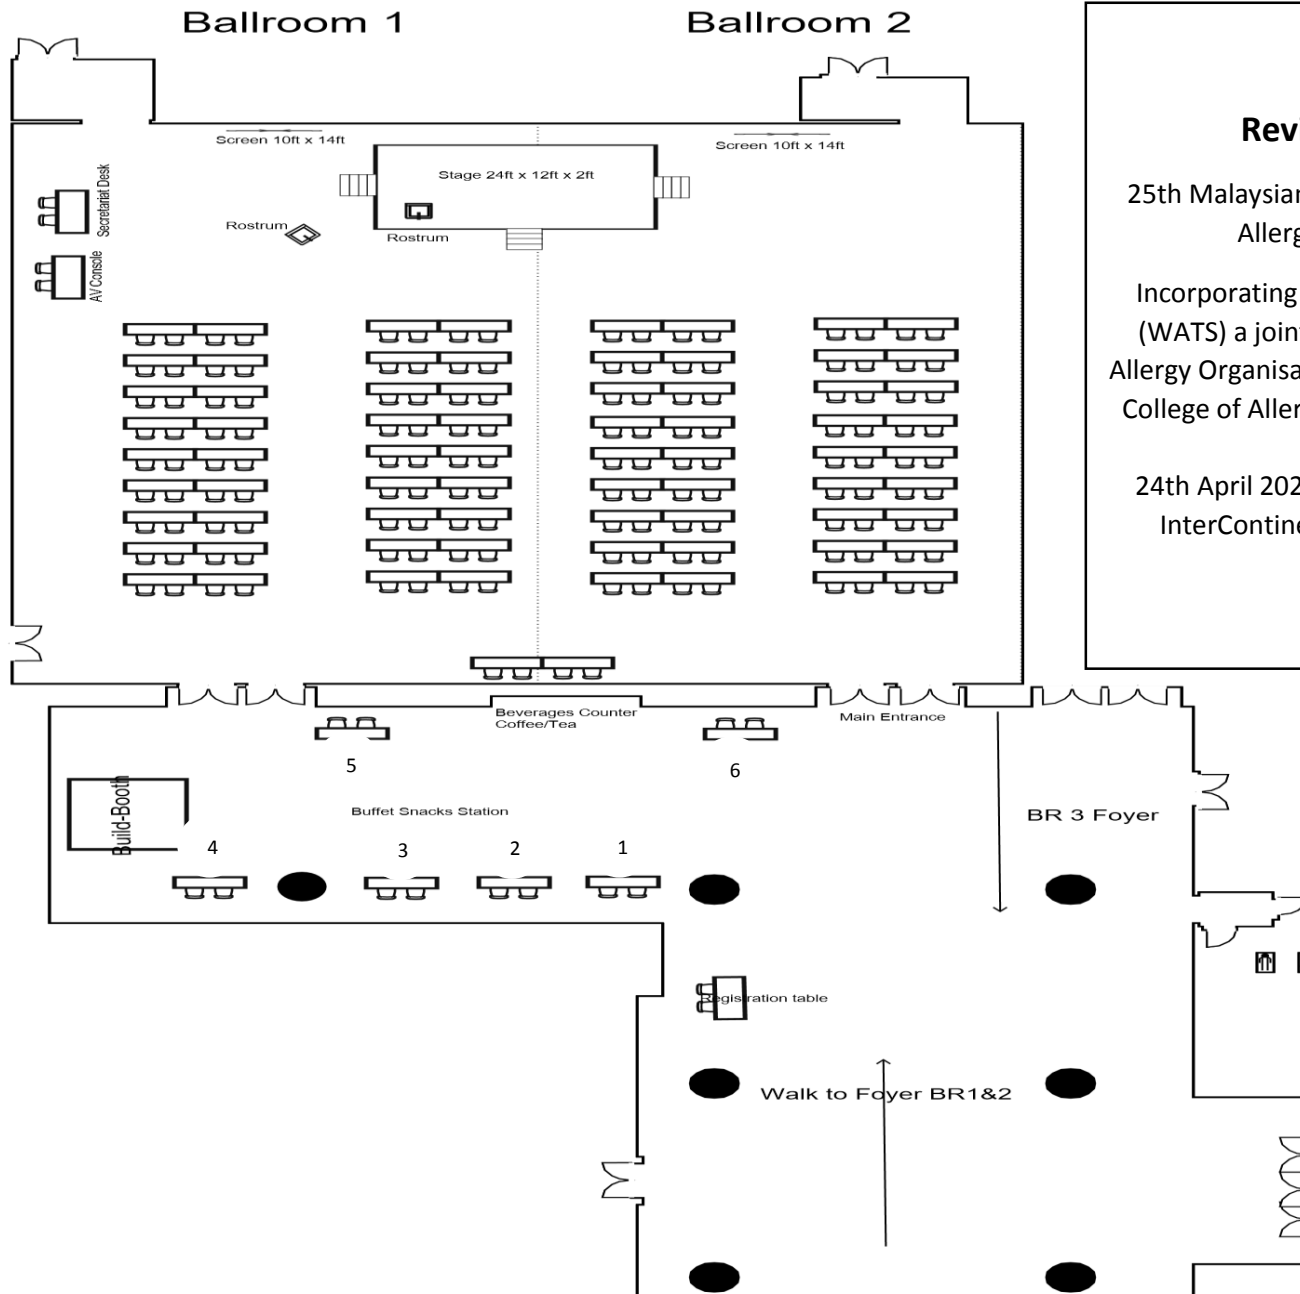 Ballroom 1
Ballroom 2
Screen 10ft x 14ft
Screen 10ft x 14ft
Stage 24ft x 12ft x 2ft
Secretariat Desk
Rostrum
Rostrum
AV Console
Revi
25th Malaysian
Allerg
Incorporating
(WATS) a joint
Allergy Organisa
College of Aller
24th April 202
InterContine
Beverages Counter
Coffee/Tea
Main Entrance
5
6
Build-Booth
Buffet Snacks Station
BR 3 Foyer
4
3
2
1
Registration table
Walk to Foyer BR1&2